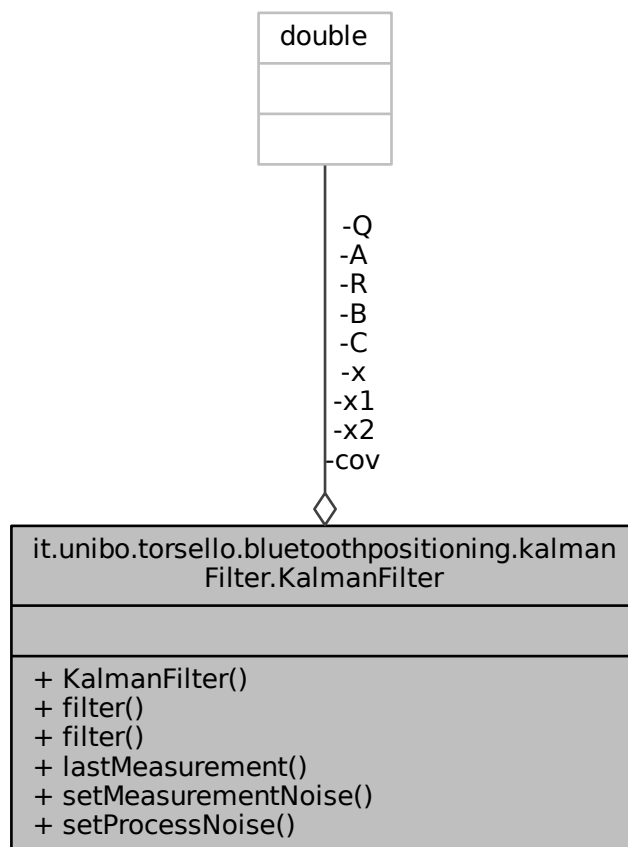 double
-Q
-A
-R
-B
-C
-x
-x1
-x2
-cov
it.unibo.torsello.bluetoothpositioning.kalman
Filter.KalmanFilter
+ KalmanFilter()
+ filter()
+ filter()
+ lastMeasurement()
+ setMeasurementNoise()
+ setProcessNoise()